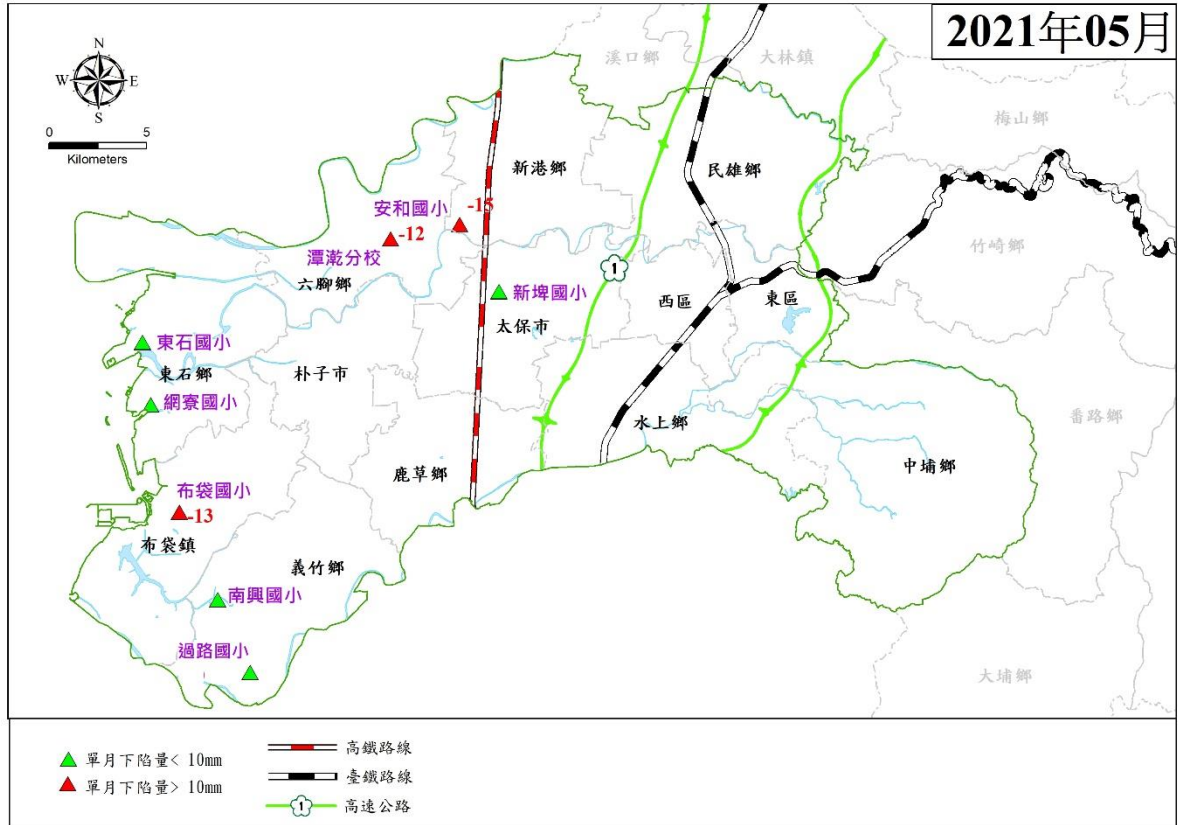 2021年05月
N
W E
S
0 5
Kilometers
溪口鄉
大林鎮
梅山鄉
新港鄉
民雄鄉
安和國小
-15
-12
潭漧分校
竹崎鄉
六腳鄉
1
新埤國小
西區
東區
太保市
東石國小
東石鄉
朴子市
網寮國小
水上鄉
番路鄉
鹿草鄉
中埔鄉
布袋國小
-13
布袋鎮
義竹鄉
南興國小
過路國小
大埔鄉
單月下陷量< 10mm
單月下陷量> 10mm
高鐵路線
臺鐵路線
1 高速公路